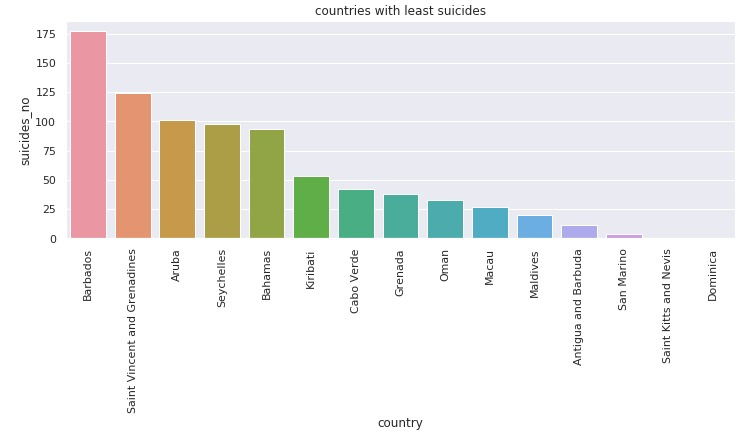 countries with least suicides
suicides_no
175
150
125
100
75
50
25
0
Barbados
Saint Vincent and Grenadines
Aruba
Seychelles
Bahamas
Kiribati
Cabo Verde
Grenada
Oman
Macau
Maldives
Antigua and Barbuda
San Marino
Saint Kitts and Nevis
Dominica
country